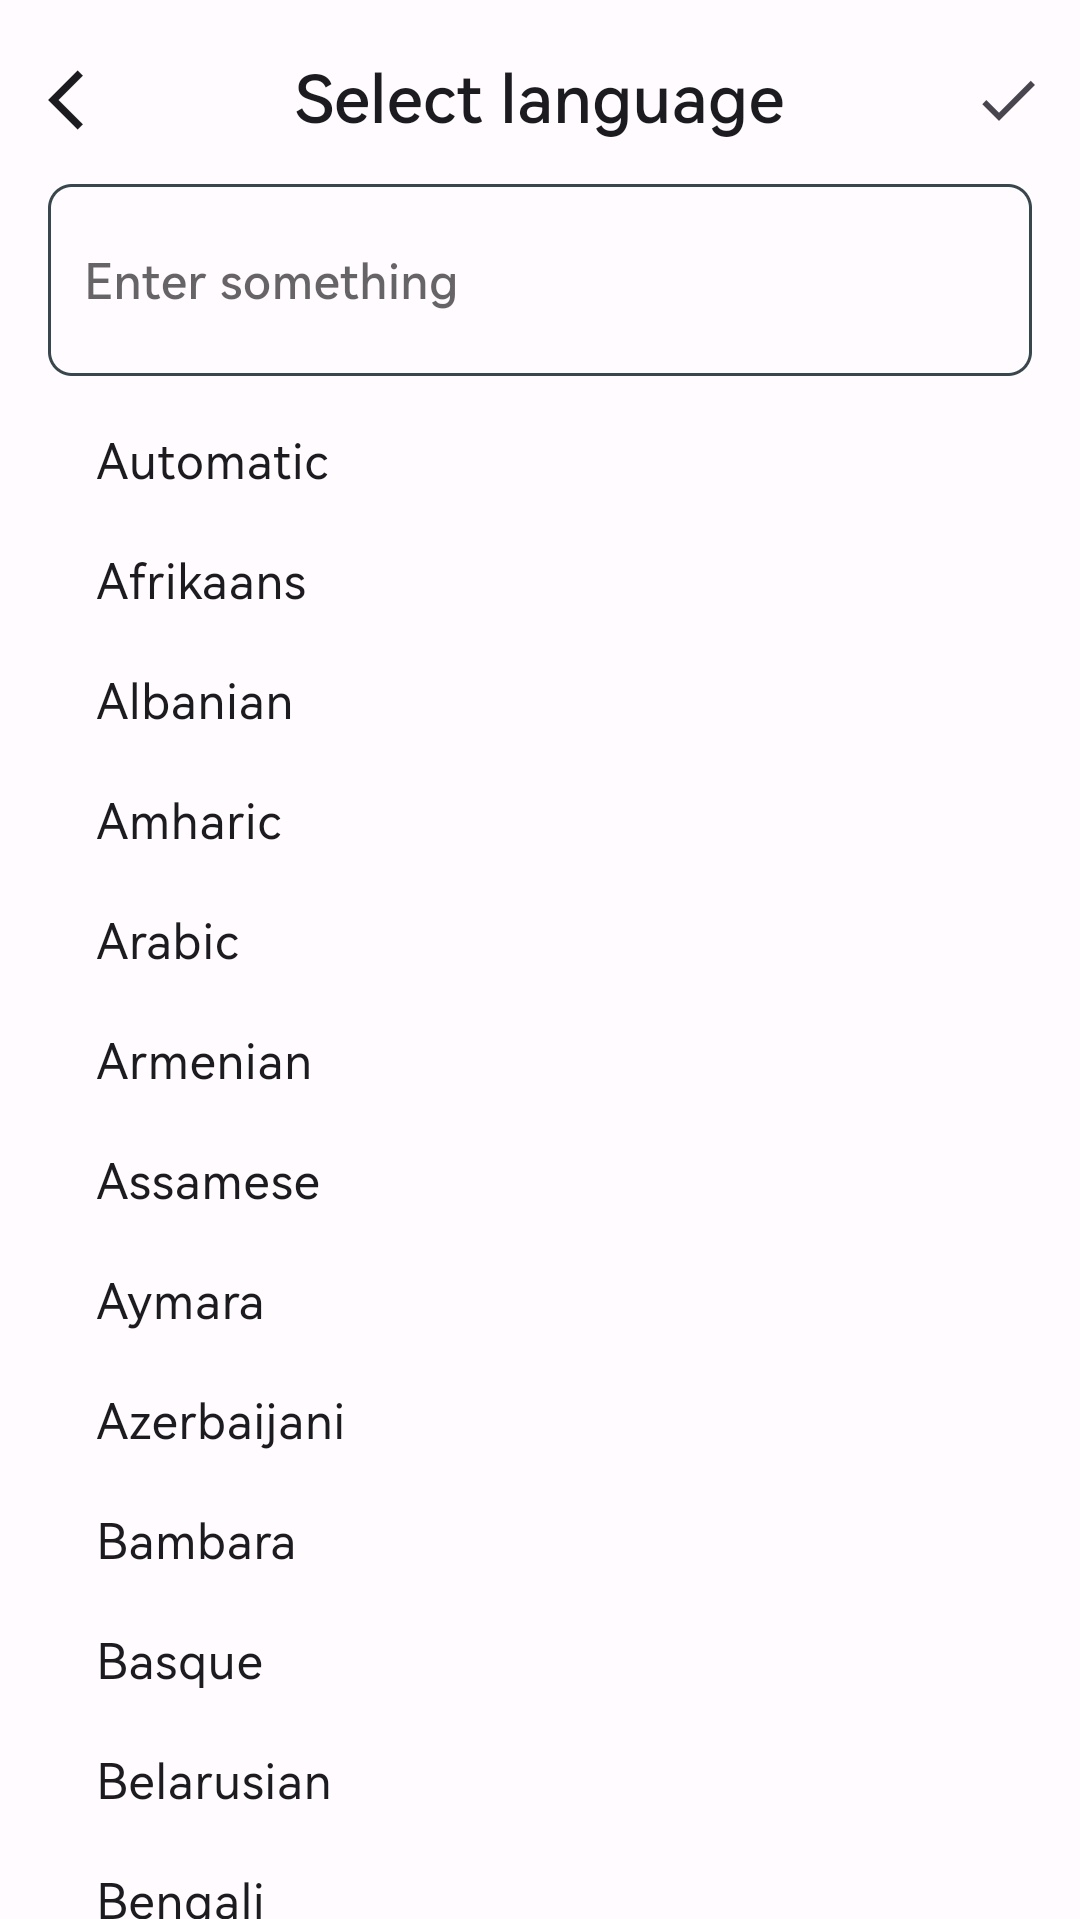 Select language
Enter something
Automatic
Afrikaans
Albanian
Amharic
Arabic
Armenian
Assamese
Aymara
Azerbaijani
Bambara
Basque
Belarusian
Bengali